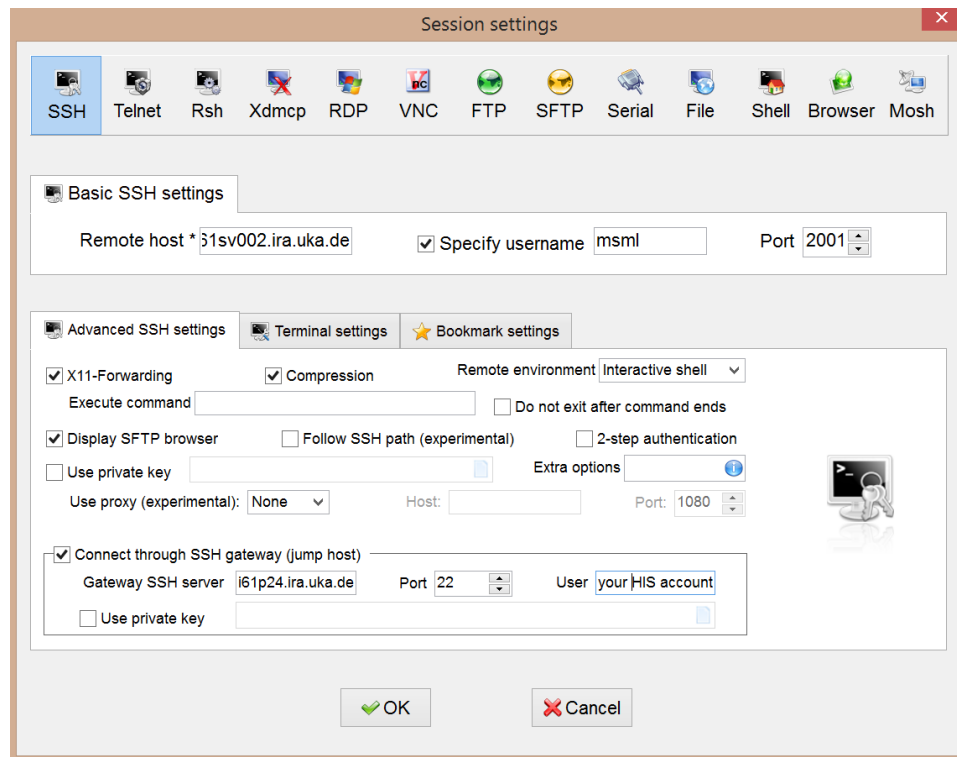 Session settings
SSH Telnet Rsh Xdmcp RDP VNC FTP SFTP Serial File Shell Browser Mosh
Basic SSH settings
Remote host * 61sv002.ira.uka.de Specify username msml Port 2001
Advanced SSH settings Terminal settings Bookmark settings
X11-Forwarding Compression Remote environment Interactive shell
Execute command Do not exit after command ends
Display SFTP browser Follow SSH path (experimental) 2-step authentication
Use private key Extra options
Use proxy (experimental): None Host: Port: 1080
Connect through SSH gateway (jump host)
Gateway SSH server i61p24.ira.uka.de Port 22 User your HIS account
Use private key
OK Cancel